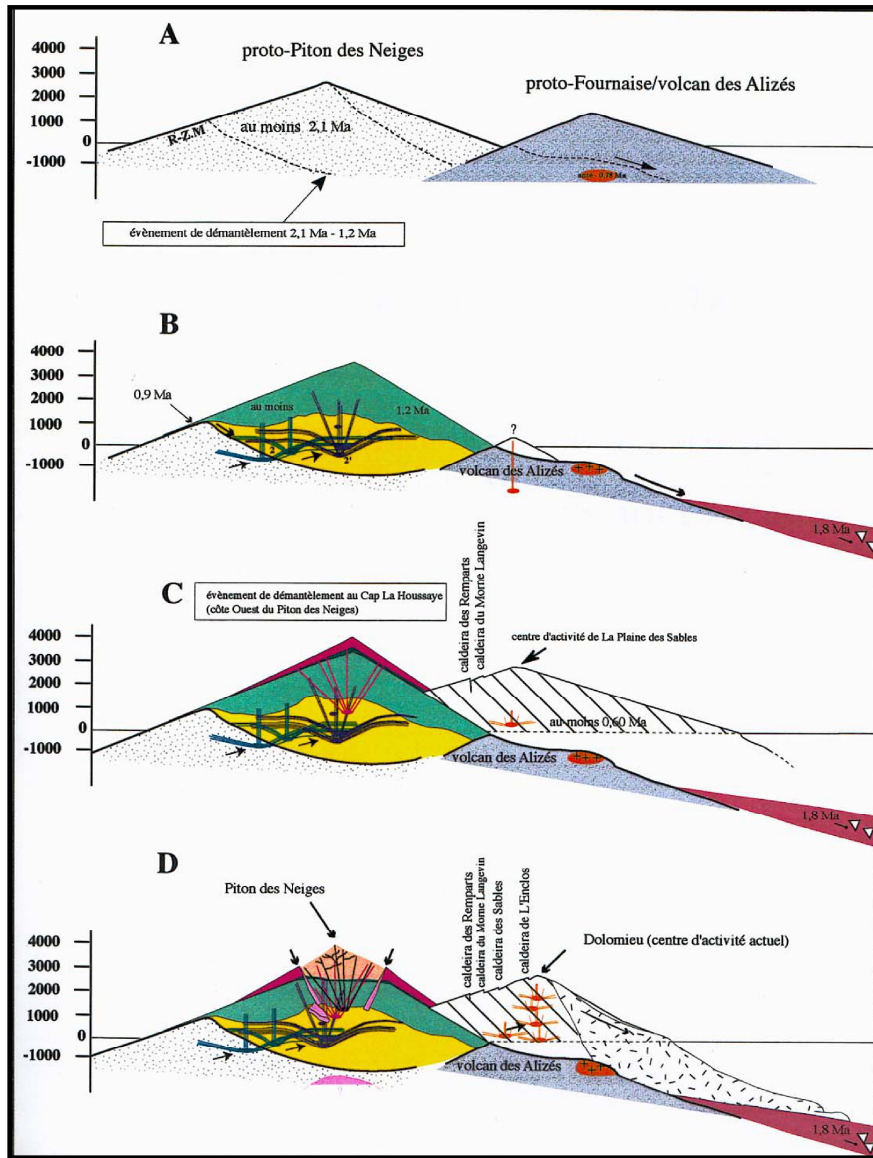 A
proto-Piton des Neiges
proto-Fournaise/volcan des Alizés
4000
3000
2000
1000
0
-1000
R-Z.M
au moins 2,1 Ma
anté - 0,78 Ma
évènement de démantèlement 2,1 Ma - 1,2 Ma
B
4000
3000
2000
1000
0
-1000
0,9 Ma
au moins
1,2 Ma
2
2'
?
volcan des Alizés
+++
1,8 Ma
C
évènement de démantèlement au Cap La Houssaye
(côte Ouest du Piton des Neiges)
caldeira des Remparts
caldeira du Morne Langevin
centre d'activité de La Plaine des Sables
4000
3000
2000
1000
0
-1000
au moins 0,60 Ma
volcan des Alizés
+++
1,8 Ma
D
Piton des Neiges
caldeira des Remparts
caldeira du Morne Langevin
caldeira des Sables
caldeira de L'Enclos
Dolomieu (centre d'activité actuel)
4000
3000
2000
1000
0
-1000
volcan des Alizés
+++
1,8 Ma